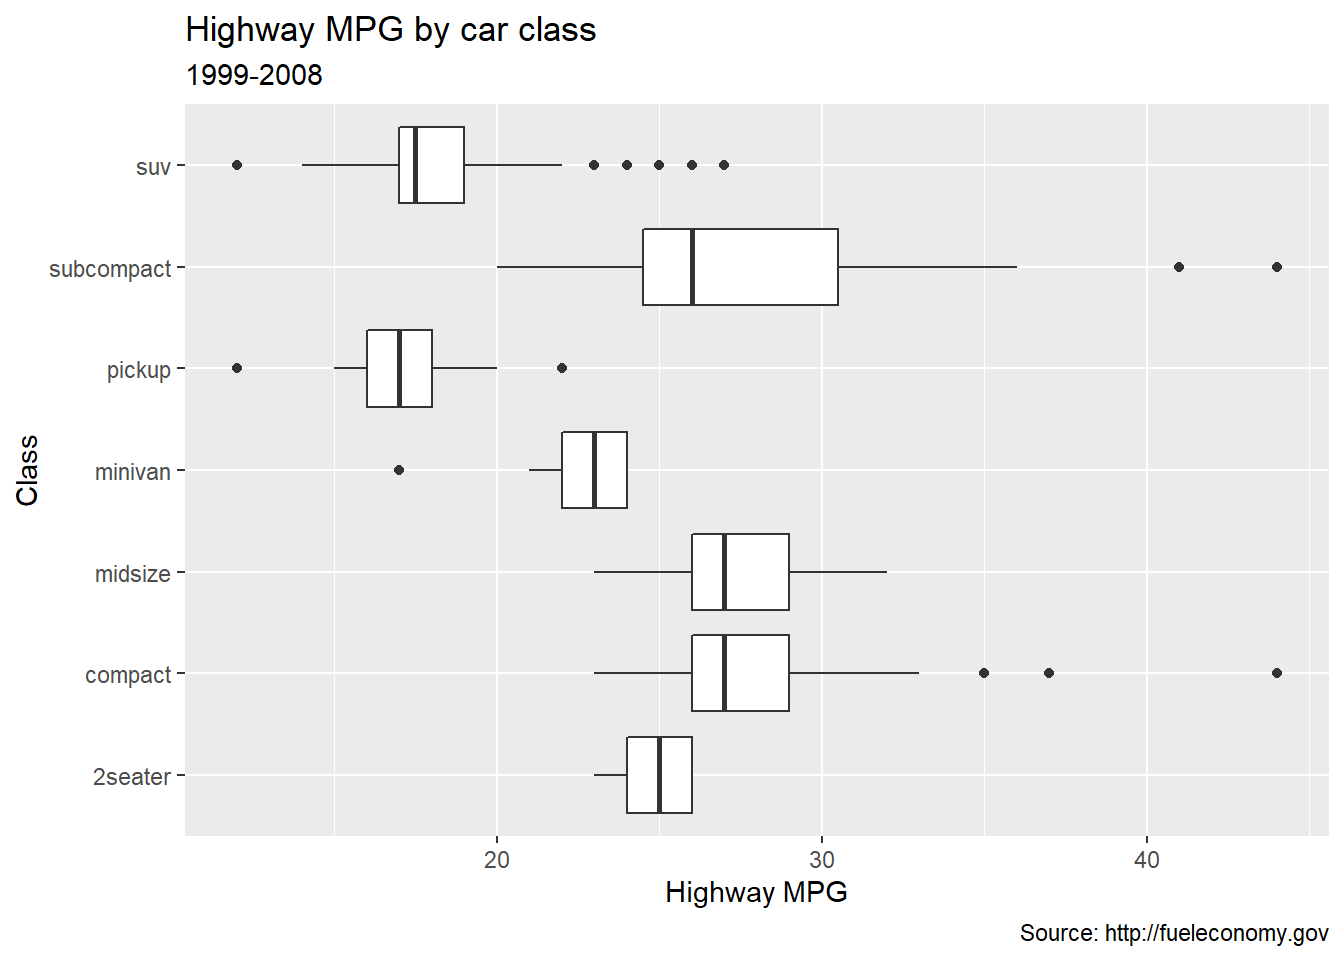 Highway MPG by car class
1999-2008
suv
subcompact
pickup
minivan
midsize
compact
2seater
Class
20 30 40
Highway MPG
Source: http://fueleconomy.gov